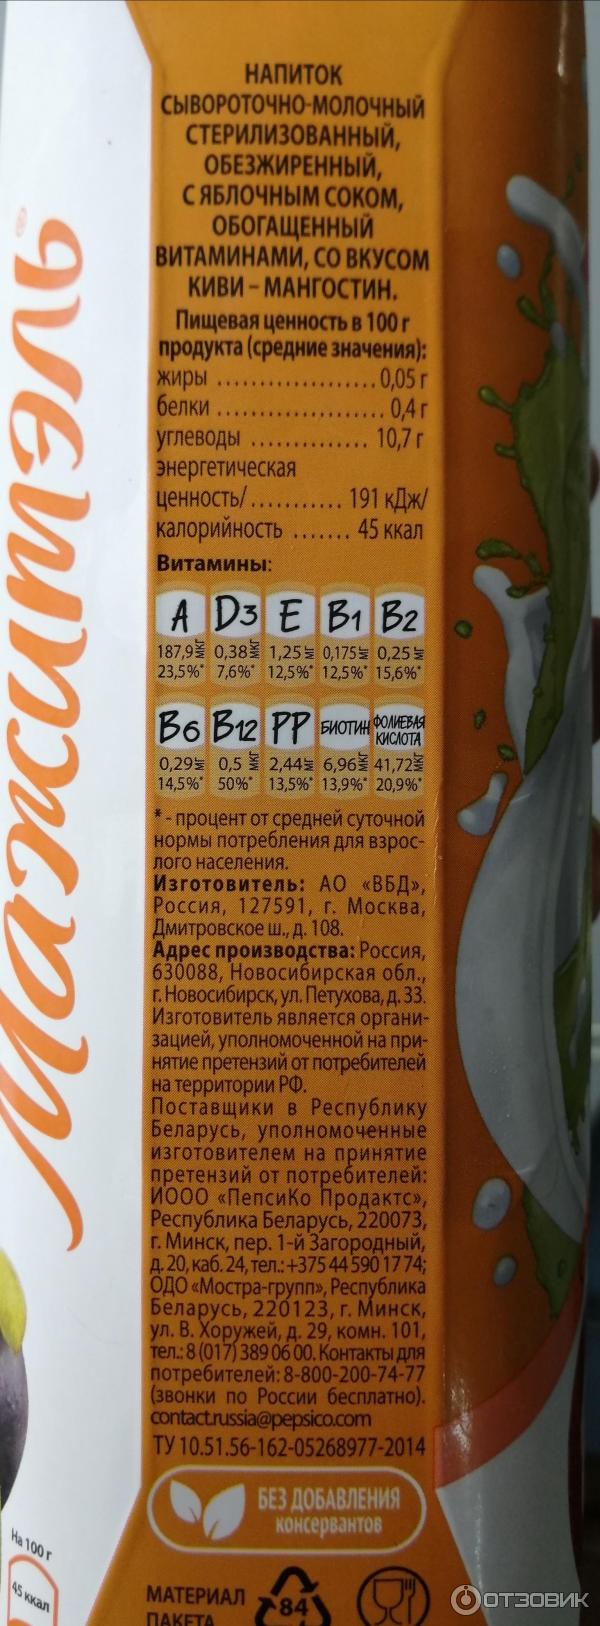 Мажитэль®
НАПИТОК
СЫВОРОТОЧНО-МОЛОЧНЫЙ
СТЕРИЛИЗОВАННЫЙ,
ОБЕЗЖИРЕННЫЙ,
С ЯБЛОЧНЫМ СОКОМ,
ОБОГАЩЕННЫЙ
ВИТАМИНАМИ, СО ВКУСОМ
КИВИ – МАНГОСТИН.
Пищевая ценность в 100 г
продукта (средние значения):
жиры ................ 0,05 г
белки ................ 0,4 г
углеводы ............ 10,7 г
энергетическая
ценность/........... 191 кДж/
калорийность ....... 45 ккал
Витамины:
A D3 E B1 B2
187,9 мкг 0,38 мкг 1,25 мг 0,175 мг 0,25 мг
23,5%* 7,6%* 12,5%* 12,5%* 15,6%*
B6 B12 PP БИОТИН ФОЛИЕВАЯ КИСЛОТА
0,29 мг 0,5 мкг 2,44 мг 6,96 мкг 41,72 мкг
14,5%* 50%* 13,5%* 13,9%* 20,9%*
* - процент от средней суточной
нормы потребления для взрос-
лого населения.
Изготовитель: АО «ВБД»,
Россия, 127591, г. Москва,
Дмитровское ш., д. 108.
Адрес производства: Россия,
630088, Новосибирская обл.,
г. Новосибирск, ул. Петухова, д. 33.
Изготовитель является органи-
зацией, уполномоченной на при-
нятие претензий от потребителей
на территории РФ.
Поставщики в Республику
Беларусь, уполномоченные
изготовителем на принятие
претензий от потребителей:
ИООО «ПепсиКо Продактс»,
Республика Беларусь, 220073,
г. Минск, пер. 1-й Загородный,
д. 20, каб. 24, тел.: +375 44 590 17 74;
ОДО «Мостра-групп», Республика
Беларусь, 220123, г. Минск,
ул. В. Хоружей, д. 29, комн. 101,
тел.: 8 (017) 389 06 00. Контакты для
потребителей: 8-800-200-74-77
(звонки по России бесплатно).
contact.russia@pepsico.com
ТУ 10.51.56-162-05268977-2014
БЕЗ ДОБАВЛЕНИЯ
консервантов
На 100 г
45 ккал
МАТЕРИАЛ
ПАКЕТА
84
ОТЗОВИК